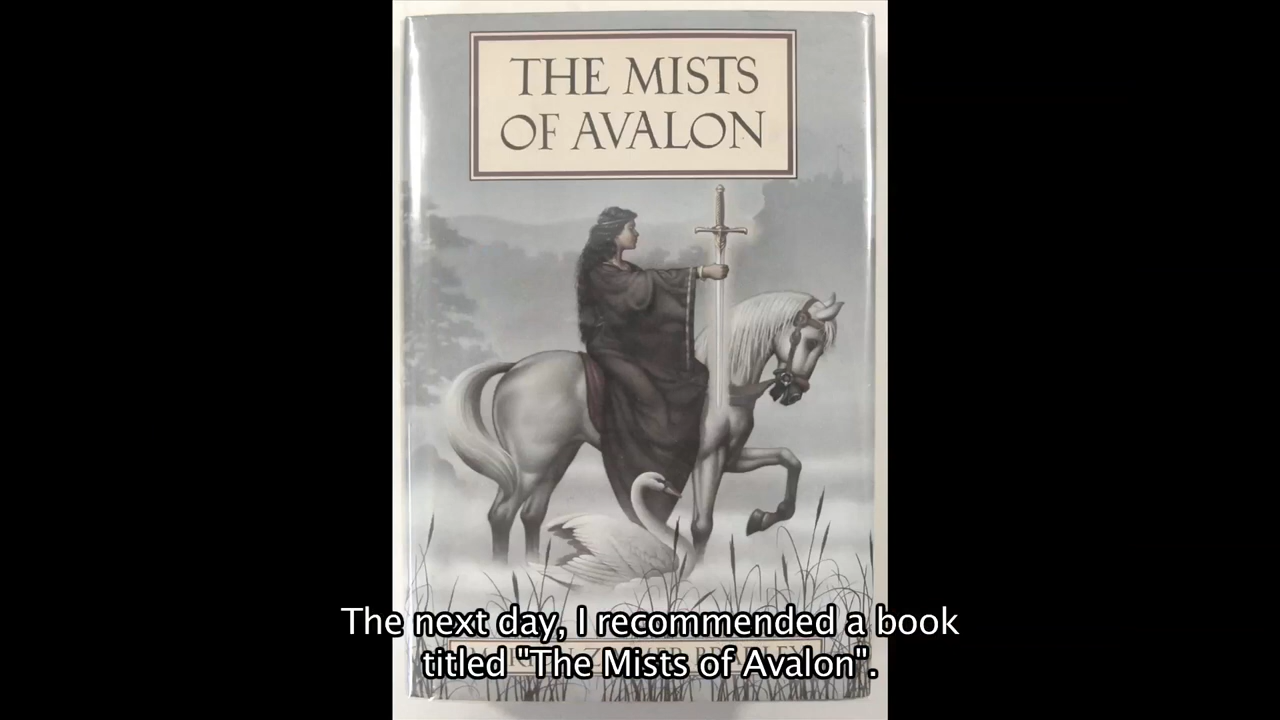 THE MISTS
OF AVALON
The next day, I recommended a book
titled "The Mists of Avalon".